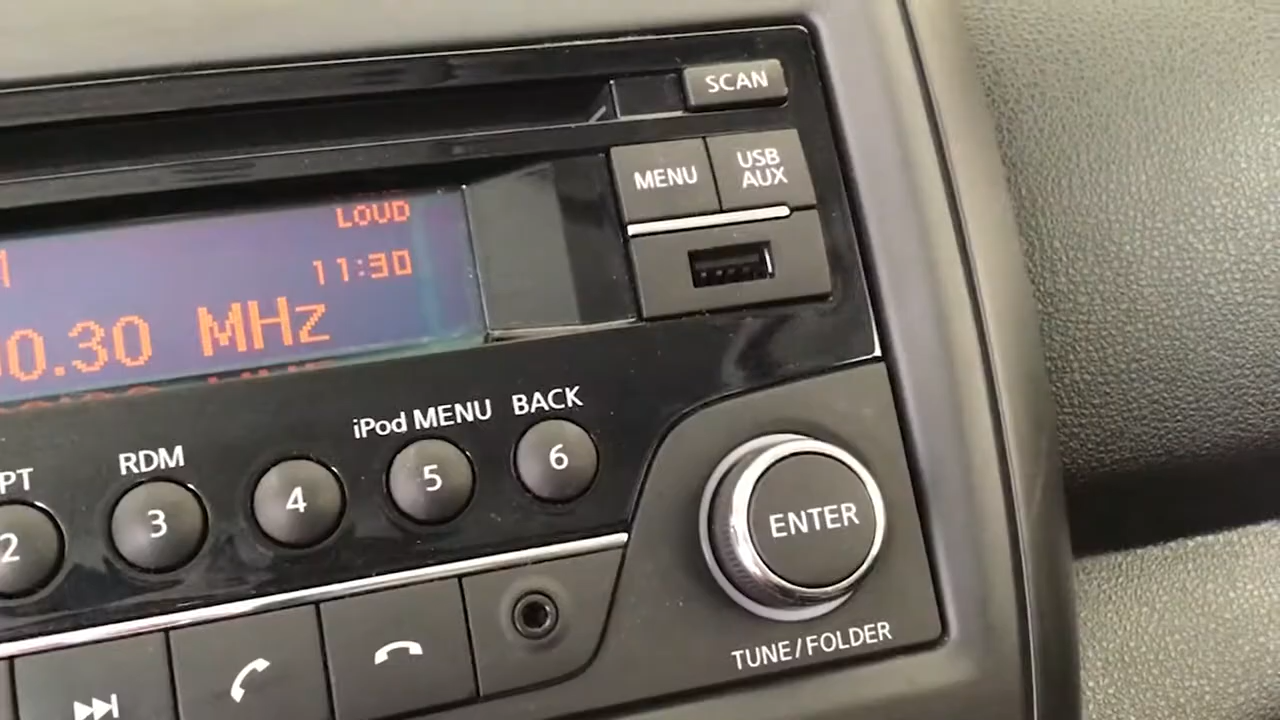 SCAN
MENU
USB
AUX
LOUD
11:30
0.30 MHz
iPod MENU
BACK
PT
RDM
2
3
4
5
6
ENTER
TUNE/FOLDER